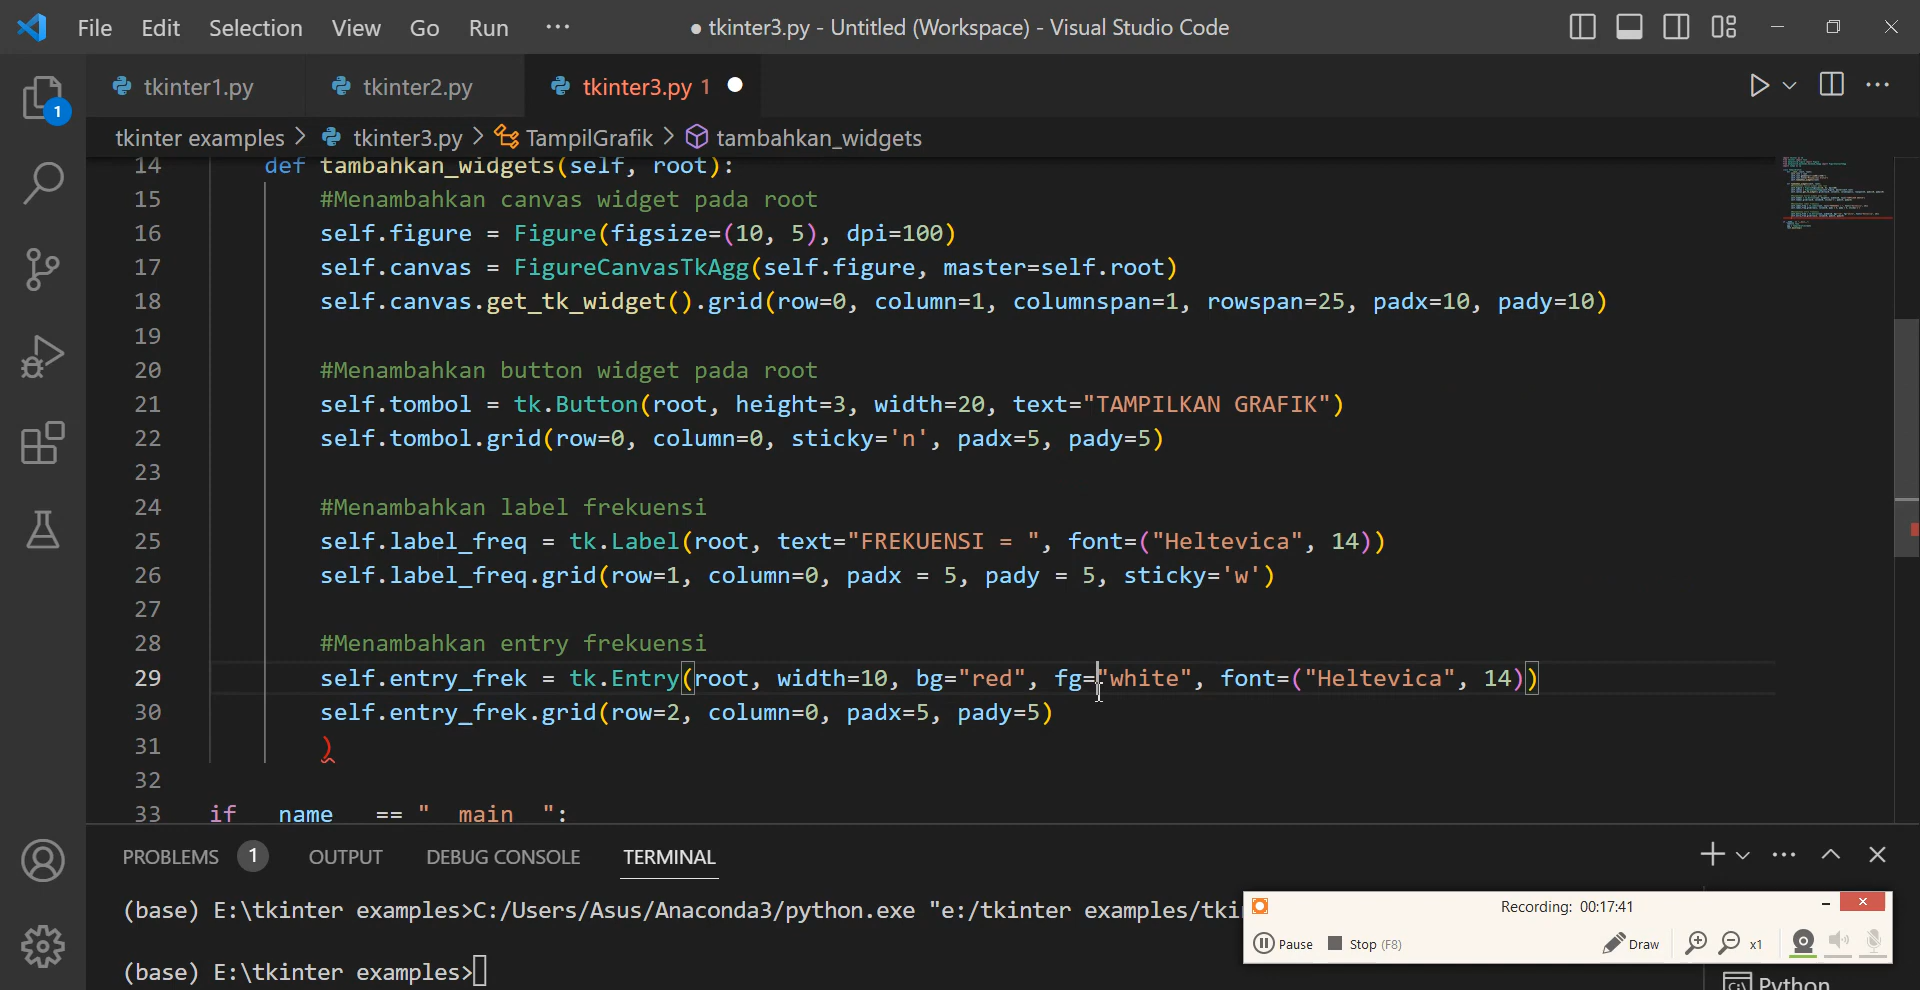 File Edit Selection View Go Run ··· ● tkinter3.py - Untitled (Workspace) - Visual Studio Code
1
tkinter1.py tkinter2.py tkinter3.py 1
tkinter examples > tkinter3.py > TampilGrafik > tambahkan_widgets
14 def tambahkan_widgets(self, root):
15 #Menambahkan canvas widget pada root
16 self.figure = Figure(figsize=(10, 5), dpi=100)
17 self.canvas = FigureCanvasTkAgg(self.figure, master=self.root)
18 self.canvas.get_tk_widget().grid(row=0, column=1, columnspan=1, rowspan=25, padx=10, pady=10)
19
20 #Menambahkan button widget pada root
21 self.tombol = tk.Button(root, height=3, width=20, text="TAMPILKAN GRAFIK")
22 self.tombol.grid(row=0, column=0, sticky='n', padx=5, pady=5)
23
24 #Menambahkan label frekuensi
25 self.label_freq = tk.Label(root, text="FREKUENSI = ", font=("Heltevica", 14))
26 self.label_freq.grid(row=1, column=0, padx = 5, pady = 5, sticky='w')
27
28 #Menambahkan entry frekuensi
29 self.entry_frek = tk.Entry(root, width=10, bg="red", fg="white", font=("Heltevica", 14))
30 self.entry_frek.grid(row=2, column=0, padx=5, pady=5)
31 )
32
33 if __name__ == "__main__":
PROBLEMS 1 OUTPUT DEBUG CONSOLE TERMINAL
(base) E:\tkinter examples>C:/Users/Asus/Anaconda3/python.exe "e:/tkinter examples/tki
(base) E:\tkinter examples>
Recording: 00:17:41
Pause Stop (F8) Draw x1
Python